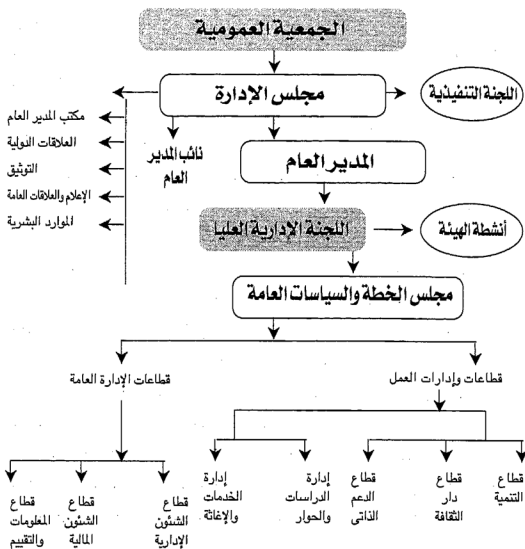 الجمعية العمومية
مجلس الإدارة
اللجنة التنفيذية
مكتب المدير العام
العلاقات الدولية
التوثيق
الإعلام والعلاقات العامة
الموارد البشرية
نائب المدير
العام
المدير العام
اللجنة الإدارية العليا
أنشطة الهيئة
مجلس الخطة والسياسات العامة
قطاعات وإدارات العمل
قطاعات الإدارة العامة
قطاع
التنمية
قطاع
دار
الثقافة
قطاع
الدعم
الذاتى
إدارة
الدراسات
والحوار
إدارة
الخدمات
والإغاثة
قطاع
الشئون
الإدارية
قطاع
الشئون
المالية
قطاع
المعلومات
والتقييم